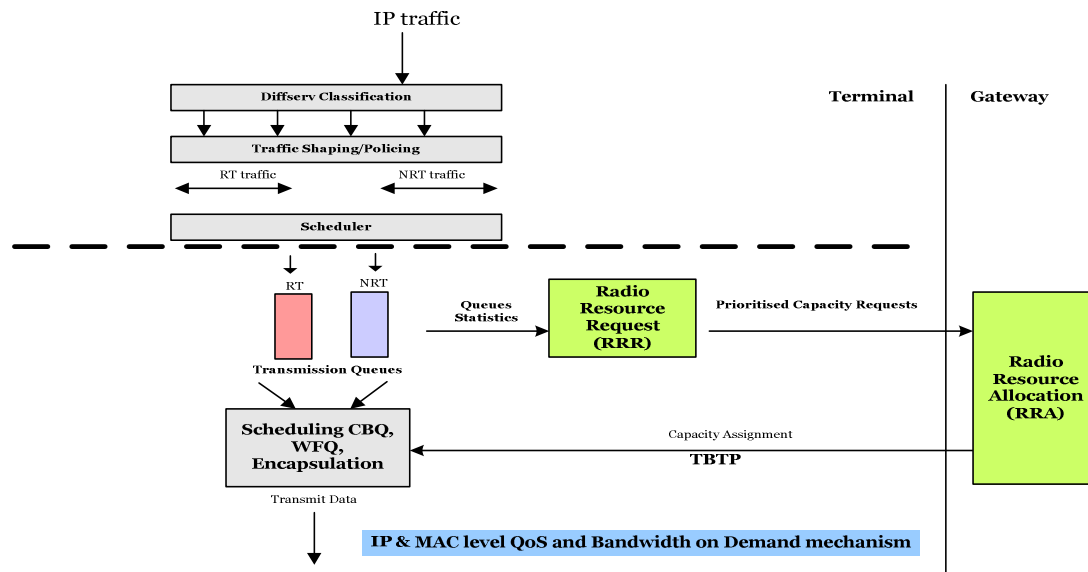 IP traffic
Diffserv Classification
Terminal
Gateway
Traffic Shaping/Policing
RT traffic
NRT traffic
Scheduler
RT
NRT
Queues
Statistics
Radio
Resource
Request
(RRR)
Prioritised Capacity Requests
Transmission Queues
Radio
Resource
Allocation
(RRA)
Scheduling CBQ,
WFQ,
Encapsulation
Capacity Assignment
TBTP
Transmit Data
IP & MAC level QoS and Bandwidth on Demand mechanism